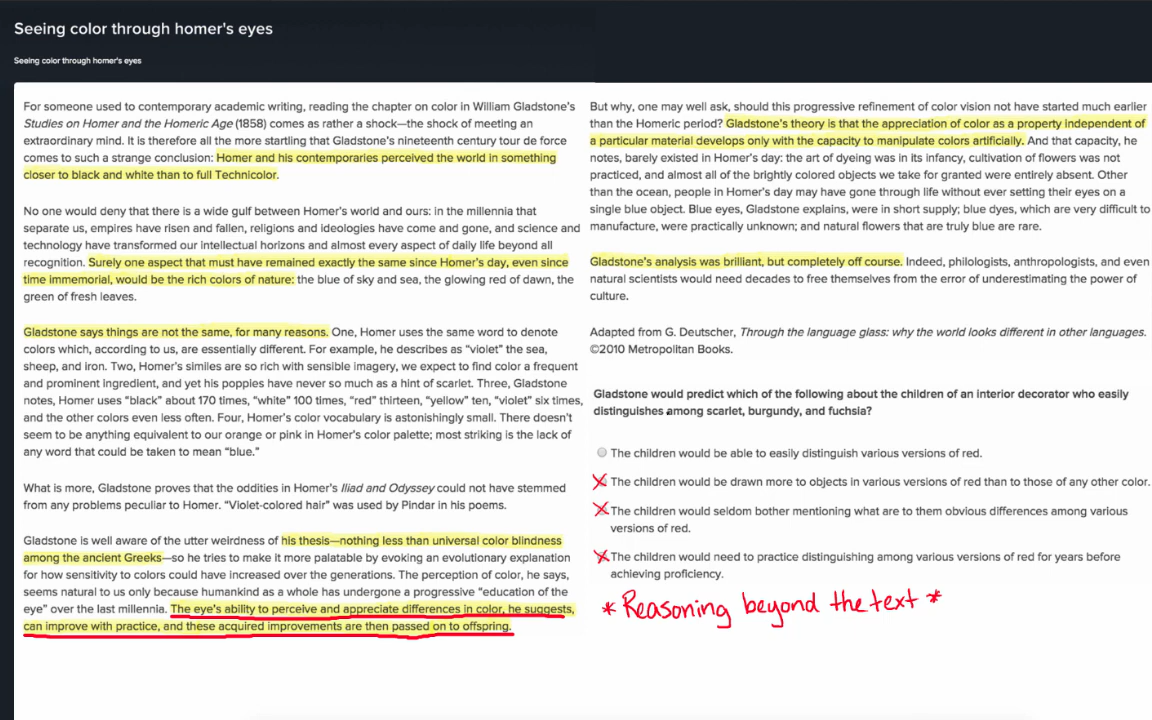 Seeing color through homer's eyes
Seeing color through homer's eyes
For someone used to contemporary academic writing, reading the chapter on color in William Gladstone's
Studies on Homer and the Homeric Age (1858) comes as rather a shock—the shock of meeting an
extraordinary mind. It is therefore all the more startling that Gladstone's nineteenth century tour de force
comes to such a strange conclusion: Homer and his contemporaries perceived the world in something
closer to black and white than to full Technicolor.
No one would deny that there is a wide gulf between Homer's world and ours: in the millennia that
separate us, empires have risen and fallen, religions and ideologies have come and gone, and science and
technology have transformed our intellectual horizons and almost every aspect of daily life beyond all
recognition. Surely one aspect that must have remained exactly the same since Homer's day, even since
time immemorial, would be the rich colors of nature: the blue of sky and sea, the glowing red of dawn, the
green of fresh leaves.
Gladstone says things are not the same, for many reasons. One, Homer uses the same word to denote
colors which, according to us, are essentially different. For example, he describes as “violet” the sea,
sheep, and iron. Two, Homer's similes are so rich with sensible imagery, we expect to find color a frequent
and prominent ingredient, and yet his poppies have never so much as a hint of scarlet. Three, Gladstone
notes, Homer uses “black” about 170 times, “white” 100 times, “red” thirteen, “yellow” ten, “violet” six times,
and the other colors even less often. Four, Homer's color vocabulary is astonishingly small. There doesn't
seem to be anything equivalent to our orange or pink in Homer's color palette; most striking is the lack of
any word that could be taken to mean “blue.”
What is more, Gladstone proves that the oddities in Homer's Iliad and Odyssey could not have stemmed
from any problems peculiar to Homer. “Violet-colored hair” was used by Pindar in his poems.
Gladstone is well aware of the utter weirdness of his thesis—nothing less than universal color blindness
among the ancient Greeks—so he tries to make it more palatable by evoking an evolutionary explanation
for how sensitivity to colors could have increased over the generations. The perception of color, he says,
seems natural to us only because humankind as a whole has undergone a progressive “education of the
eye” over the last millennia. The eye's ability to perceive and appreciate differences in color, he suggests,
can improve with practice, and these acquired improvements are then passed on to offspring.
But why, one may well ask, should this progressive refinement of color vision not have started much earlier
than the Homeric period? Gladstone's theory is that the appreciation of color as a property independent of
a particular material develops only with the capacity to manipulate colors artificially. And that capacity, he
notes, barely existed in Homer's day: the art of dyeing was in its infancy, cultivation of flowers was not
practiced, and almost all of the brightly colored objects we take for granted were entirely absent. Other
than the ocean, people in Homer's day may have gone through life without ever setting their eyes on a
single blue object. Blue eyes, Gladstone explains, were in short supply; blue dyes, which are very difficult to
manufacture, were practically unknown; and natural flowers that are truly blue are rare.
Gladstone's analysis was brilliant, but completely off course. Indeed, philologists, anthropologists, and even
natural scientists would need decades to free themselves from the error of underestimating the power of
culture.
Adapted from G. Deutscher, Through the language glass: why the world looks different in other languages.
©2010 Metropolitan Books.
Gladstone would predict which of the following about the children of an interior decorator who easily
distinguishes among scarlet, burgundy, and fuchsia?
The children would be able to easily distinguish various versions of red.
The children would be drawn more to objects in various versions of red than to those of any other color.
The children would seldom bother mentioning what are to them obvious differences among various
versions of red.
The children would need to practice distinguishing among various versions of red for years before
achieving proficiency.
* Reasoning beyond the text *